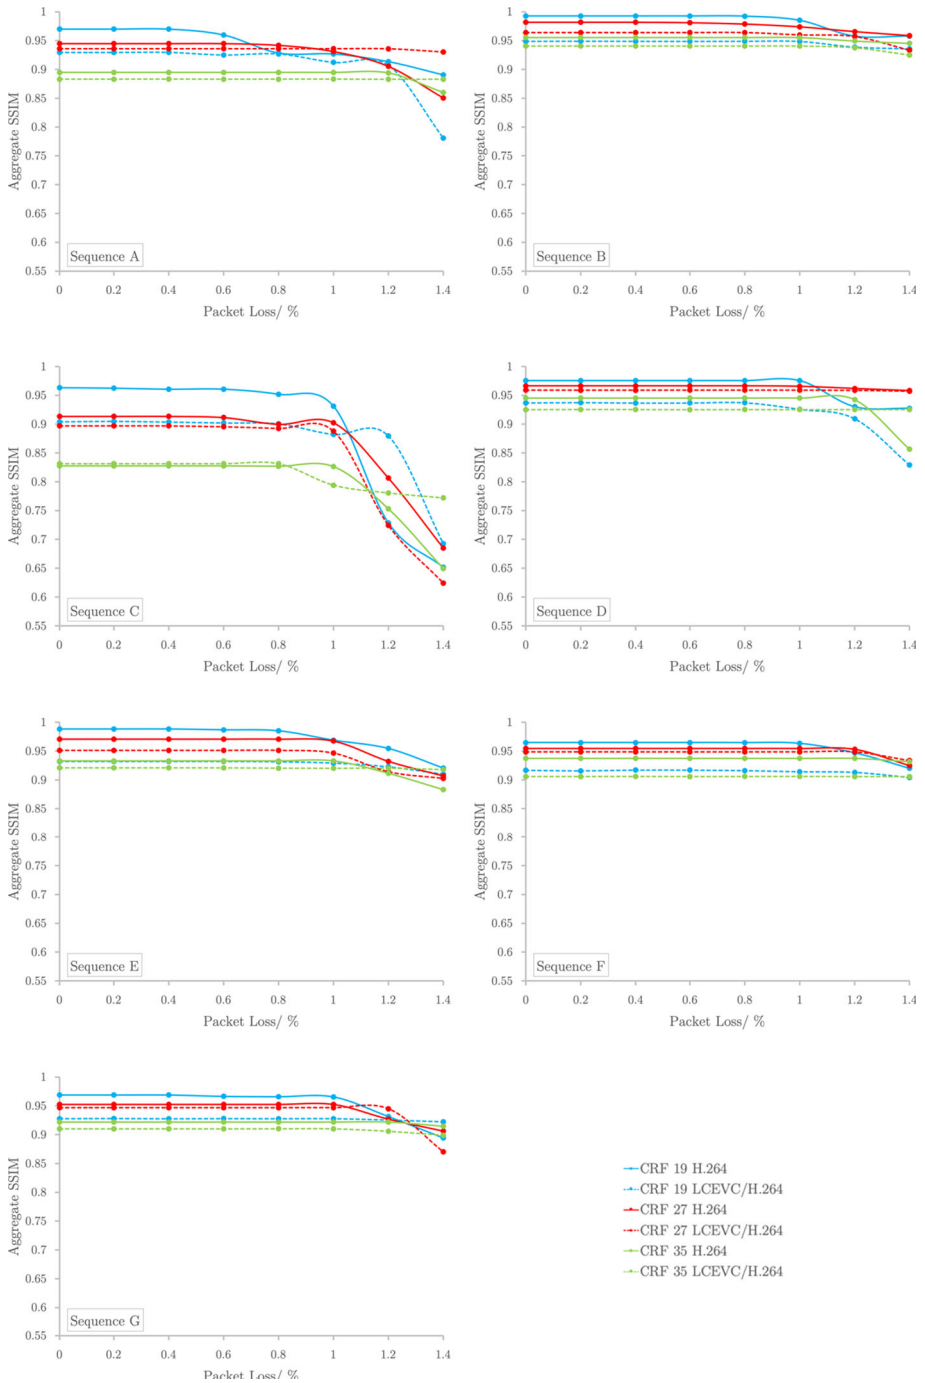 1
0.95
0.9
0.85
0.8
0.75
0.7
0.65
0.6
0.55
Aggregate SSIM
Sequence A
0 0.2 0.4 0.6 0.8 1 1.2 1.4
Packet Loss/ %
1
0.95
0.9
0.85
0.8
0.75
0.7
0.65
0.6
0.55
Aggregate SSIM
Sequence B
0 0.2 0.4 0.6 0.8 1 1.2 1.4
Packet Loss/ %
1
0.95
0.9
0.85
0.8
0.75
0.7
0.65
0.6
0.55
Aggregate SSIM
Sequence C
0 0.2 0.4 0.6 0.8 1 1.2 1.4
Packet Loss/ %
1
0.95
0.9
0.85
0.8
0.75
0.7
0.65
0.6
0.55
Aggregate SSIM
Sequence D
0 0.2 0.4 0.6 0.8 1 1.2 1.4
Packet Loss/ %
1
0.95
0.9
0.85
0.8
0.75
0.7
0.65
0.6
0.55
Aggregate SSIM
Sequence E
0 0.2 0.4 0.6 0.8 1 1.2 1.4
Packet Loss/ %
1
0.95
0.9
0.85
0.8
0.75
0.7
0.65
0.6
0.55
Aggregate SSIM
Sequence F
0 0.2 0.4 0.6 0.8 1 1.2 1.4
Packet Loss/ %
1
0.95
0.9
0.85
0.8
0.75
0.7
0.65
0.6
0.55
Aggregate SSIM
Sequence G
0 0.2 0.4 0.6 0.8 1 1.2 1.4
Packet Loss/ %
CRF 19 H.264
CRF 19 LCEVC/H.264
CRF 27 H.264
CRF 27 LCEVC/H.264
CRF 35 H.264
CRF 35 LCEVC/H.264